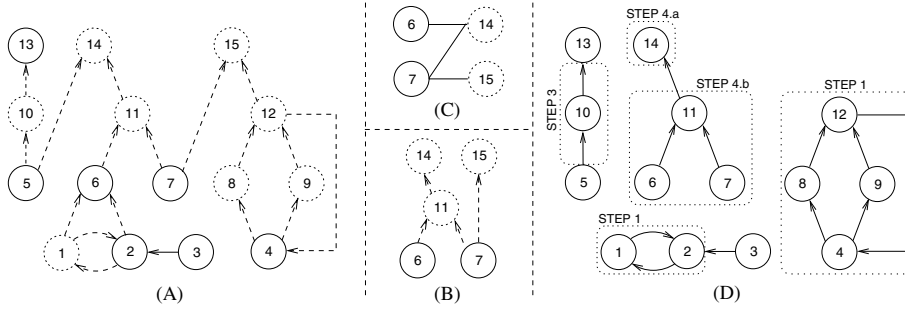 13 14 15
10 11 12
5 6 7 8 9
1 2 3 4
(A)
6 14
7 15
(C)
14 15
11
6 7
(B)
STEP 4.a
13 14
STEP 3
STEP 4.b
STEP 1
10 11 12
5 6 7 8 9
STEP 1
1 2 3 4
(D)